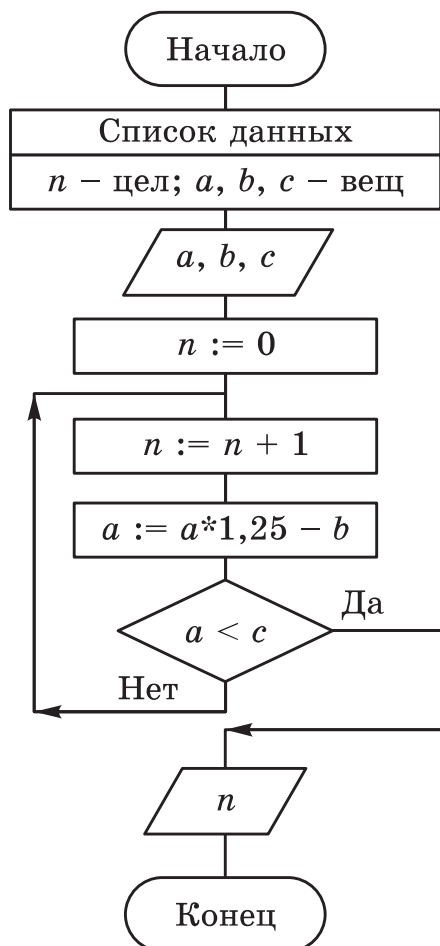 Начало
Список данных
n – цел; a, b, c – вещ
a, b, c
n := 0
n := n + 1
a := a*1,25 – b
a < c
Да
Нет
n
Конец